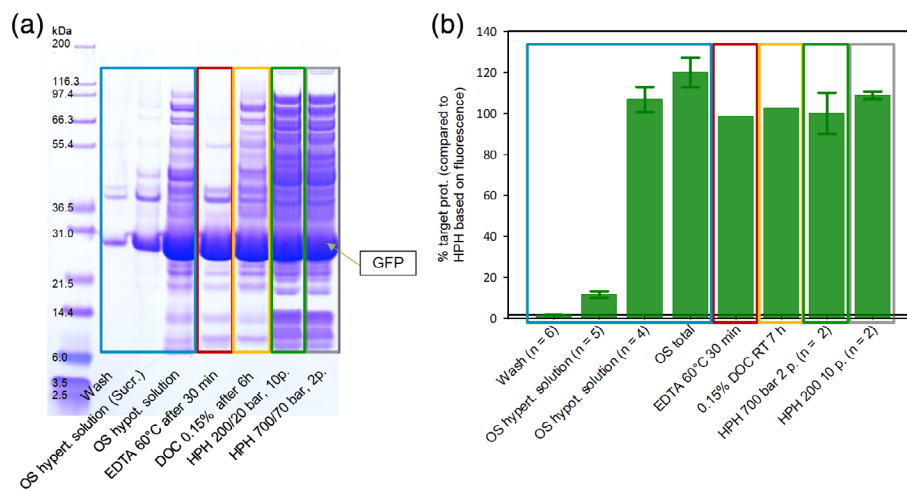 (a)
kDa
200
116.3
97.4
66.3
55.4
36.5
31.0
21.5
14.4
6.0
3.5
2.5
GFP
Wash
OS hypert. solution (Sucr.)
OS hypot. solution
EDTA 60°C after 30 min
DOC 0.15% after 6h
HPH 200/20 bar, 10p.
HPH 700/70 bar, 2p.
(b)
% target prot. (compared to
HPH based on fluorescence)
140
120
100
80
60
40
20
0
Wash (n = 6)
OS hypert. solution (n = 5)
OS hypot. solution (n = 4)
OS total
EDTA 60°C 30 min
0.15% DOC RT 7 h
HPH 700 bar 2 p. (n = 2)
HPH 200 10 p. (n = 2)